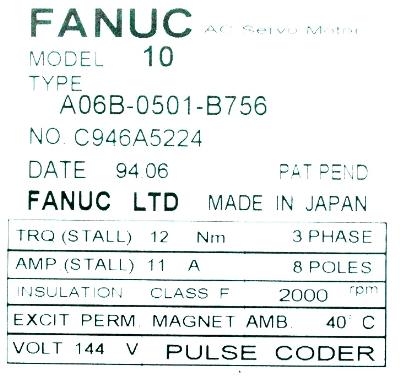 FANUC AC Servo Motor
MODEL 10
TYPE
A06B-0501-B756
NO. C946A5224
DATE 94.06 PAT PEND
FANUC LTD MADE IN JAPAN
TRQ (STALL) 12 Nm 3 PHASE
AMP (STALL) 11 A 8 POLES
INSULATION CLASS F 2000 rpm
EXCIT PERM. MAGNET AMB. 40° C
VOLT 144 V PULSE CODER